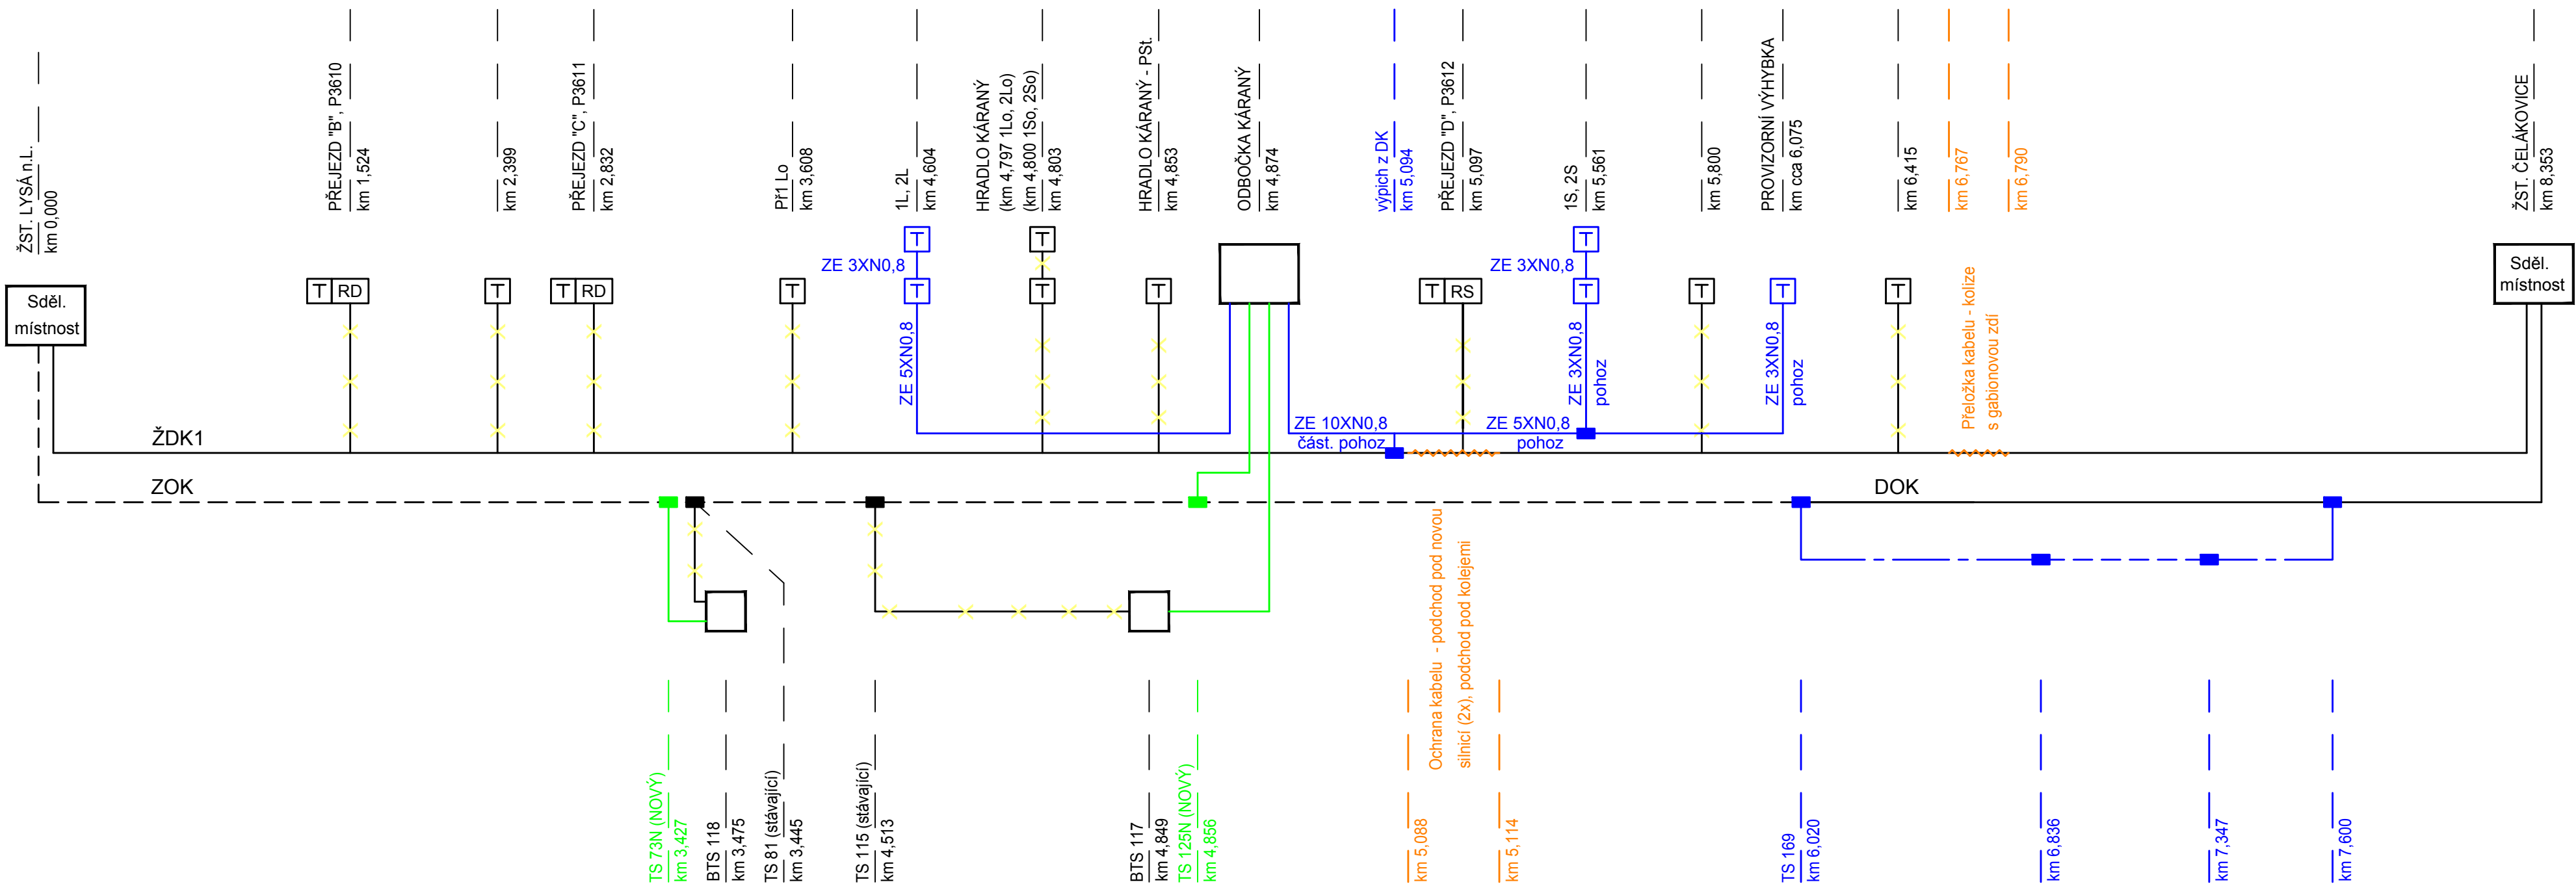 ŽST. LYSÁ n.L.
km 0,000
PŘEJEZD "B", P3610
km 1,524
km 2,399
PŘEJEZD "C", P3611
km 2,832
Př1 Lo
km 3,608
1L, 2L
km 4,604
HRADLO KÁRANÝ
(km 4,797 1Lo, 2Lo)
(km 4,800 1So, 2So)
km 4,803
HRADLO KÁRANÝ - PSt.
km 4,853
ODBOČKA KÁRANÝ
km 4,874
výpich z DK
km 5,094
PŘEJEZD "D", P3612
km 5,097
1S, 2S
km 5,561
km 5,800
PROVIZORNÍ VÝHYBKA
km cca 6,075
km 6,415
km 6,767
km 6,790
ŽST. ČELÁKOVICE
km 8,353
Sděl.
místnost
T RD
T
T RD
T
T
ZE 3XN0,8
T
ZE 5XN0,8
T
T
T
T RS
T
ZE 3XN0,8
T
ZE 3XN0,8
pohoz
T
T
ZE 3XN0,8
pohoz
T
Přeložka kabelu - kolize
s gabionovou zdí
Sděl.
místnost
ŽDK1
ZE 10XN0,8
část. pohoz
ZE 5XN0,8
pohoz
ZOK
DOK
Ochrana kabelu - podchod pod novou
silnicí (2x), podchod pod kolejemi
TS 73N (NOVÝ)
km 3,427
BTS 118
km 3,475
TS 81 (stávající)
km 3,445
TS 115 (stávající)
km 4,513
BTS 117
km 4,849
TS 125N (NOVÝ)
km 4,856
km 5,088
km 5,114
TS 169
km 6,020
km 6,836
km 7,347
km 7,600